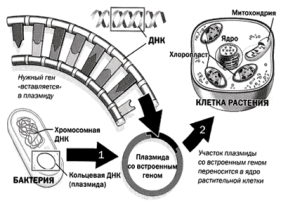 ДНК
Нужный ген
«вставляется»
в плазмиду
Митохондрия
Ядро
Хлоропласт
КЛЕТКА РАСТЕНИЯ
Хромосомная
ДНК
Кольцевая ДНК
(плазмида)
БАКТЕРИЯ
1
Плазмида
со встроенным
геном
2
Участок плазмиды
со встроенным геном
переносится в ядро
растительной клетки